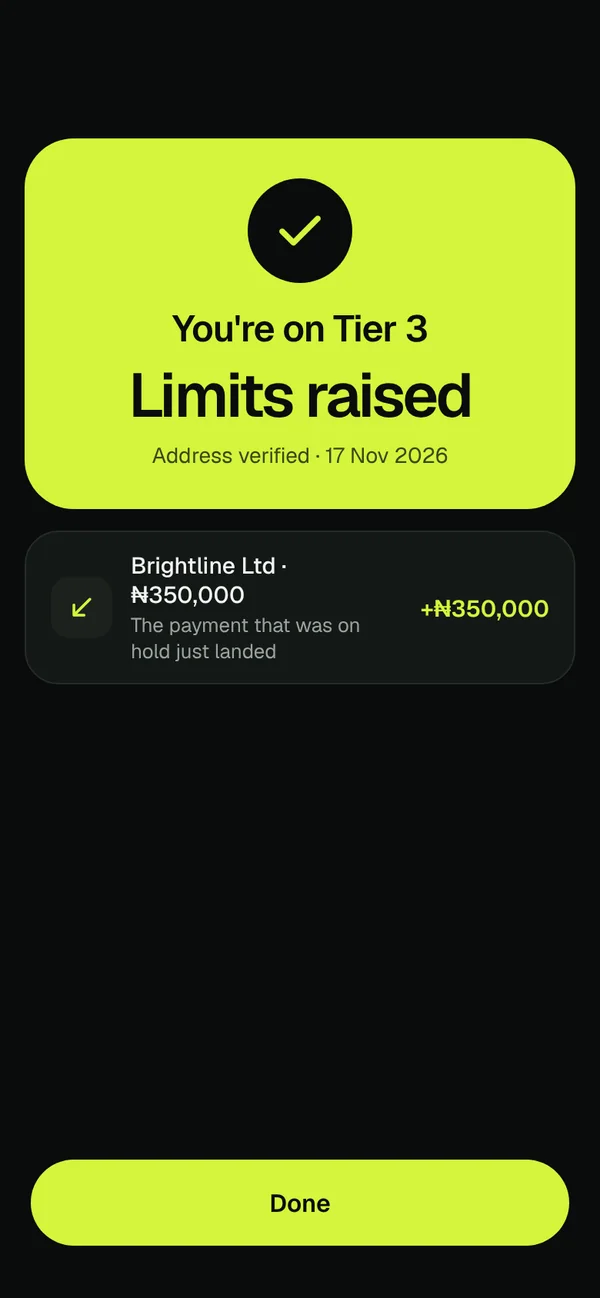 You're on Tier 3
Limits raised
Address verified · 17 Nov 2026
Brightline Ltd ·
₦350,000
The payment that was on
hold just landed
+₦350,000
Done